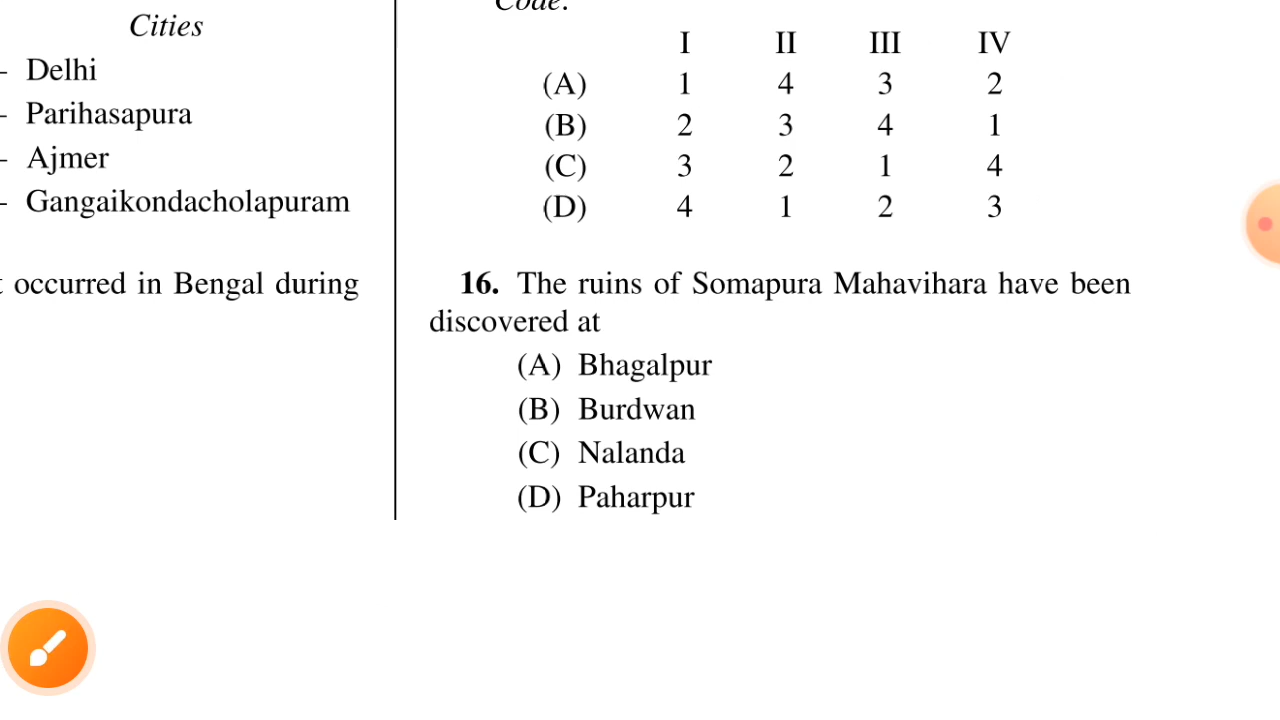 Cities
– Delhi
– Parihasapura
– Ajmer
– Gangaikondacholapuram
occurred in Bengal during
Code:
I II III IV
(A) 1 4 3 2
(B) 2 3 4 1
(C) 3 2 1 4
(D) 4 1 2 3
16. The ruins of Somapura Mahavihara have been
discovered at
(A) Bhagalpur
(B) Burdwan
(C) Nalanda
(D) Paharpur